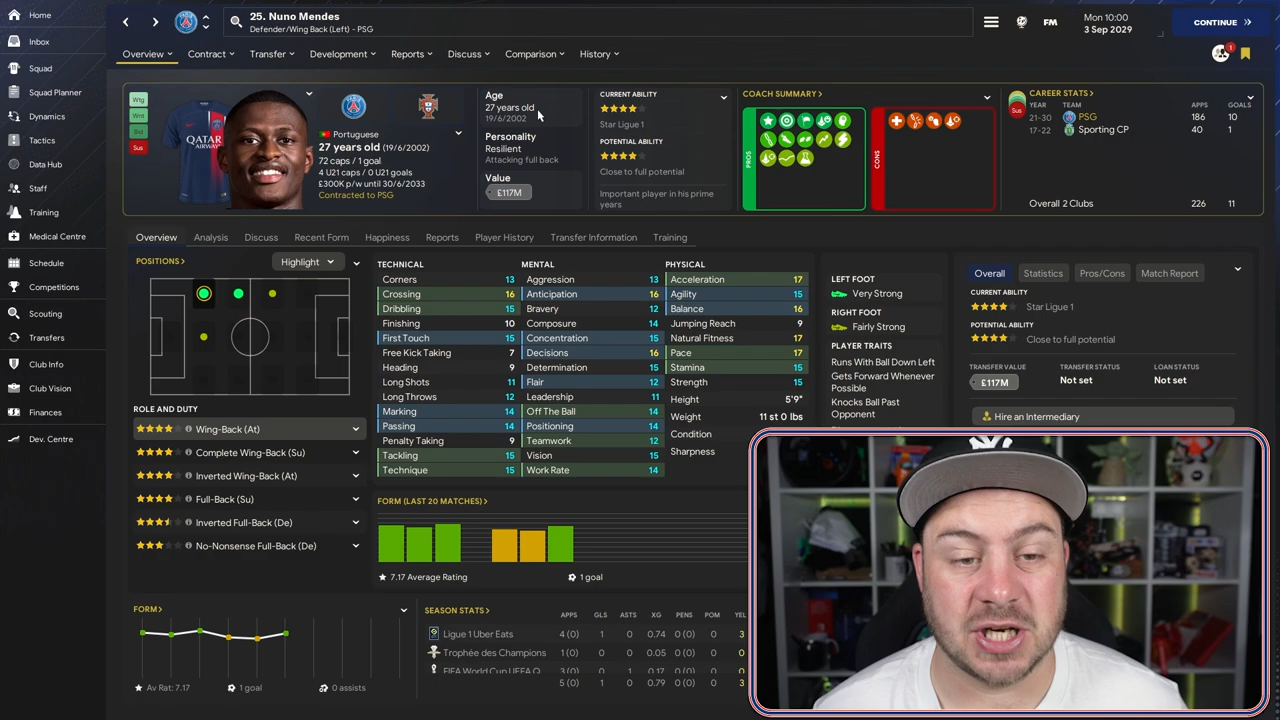 Home
Inbox
Squad
Squad Planner
Dynamics
Tactics
Data Hub
Staff
Training
Medical Centre
Schedule
Competitions
Scouting
Transfers
Club Info
Club Vision
Finances
Dev. Centre
25. Nuno Mendes
Defender/Wing Back (Left) - PSG
FM
Mon 10:00
3 Sep 2029
CONTINUE
Overview
Contract
Transfer
Development
Reports
Discuss
Comparison
History
1
Wtg
Wnt
Sus
QATAR
AIRWAYS
Portuguese
27 years old (19/6/2002)
72 caps / 1 goal
4 U21 caps / 0 U21 goals
£300K p/w until 30/6/2033
Contracted to PSG
Age
27 years old
19/6/2002
Personality
Resilient
Attacking full back
Value
£117M
CURRENT ABILITY
Star Ligue 1
POTENTIAL ABILITY
Close to full potential
Important player in his prime
years
COACH SUMMARY >
PROS
CONS
CAREER STATS >
Sus
YEAR TEAM APPS GOALS
21-30 PSG 186 10
17-22 Sporting CP 40 1
Overall 2 Clubs 226 11
Overview
Analysis
Discuss
Recent Form
Happiness
Reports
Player History
Transfer Information
Training
POSITIONS >
Highlight
ROLE AND DUTY
Wing-Back (At)
Complete Wing-Back (Su)
Inverted Wing-Back (At)
Full-Back (Su)
Inverted Full-Back (De)
No-Nonsense Full-Back (De)
TECHNICAL
Corners 13
Crossing 16
Dribbling 15
Finishing 10
First Touch 15
Free Kick Taking 7
Heading 9
Long Shots 11
Long Throws 12
Marking 14
Passing 14
Penalty Taking 9
Tackling 15
Technique 15
MENTAL
Aggression 13
Anticipation 16
Bravery 12
Composure 14
Concentration 15
Decisions 16
Determination 15
Flair 12
Leadership 11
Off The Ball 14
Positioning 14
Teamwork 12
Vision 15
Work Rate 14
PHYSICAL
Acceleration 17
Agility 15
Balance 16
Jumping Reach 9
Natural Fitness 17
Pace 17
Stamina 15
Strength 15
Height 5'9"
Weight 11 st 0 lbs
Condition
Sharpness
LEFT FOOT
Very Strong
RIGHT FOOT
Fairly Strong
PLAYER TRAITS
Runs With Ball Down Left
Gets Forward Whenever
Possible
Knocks Ball Past
Opponent
Overall
Statistics
Pros/Cons
Match Report
CURRENT ABILITY
Star Ligue 1
POTENTIAL ABILITY
Close to full potential
TRANSFER VALUE
£117M
TRANSFER STATUS
Not set
LOAN STATUS
Not set
Hire an Intermediary
FORM (LAST 20 MATCHES) >
7.17 Average Rating
1 goal
FORM >
Av Rat: 7.17
1 goal
0 assists
SEASON STATS >
APPS GLS ASTS XG PENS POM YEL
Ligue 1 Uber Eats 4 (0) 1 0 0.74 0 (0) 0 3
Trophée des Champions 1 (0) 0 0 0.05 0 (0) 0
FIFA World Cup UEFA Q 3 (0) 0 1 0.17 0 (0) 0
5 (0) 1 0 0.79 0 (0) 0 3